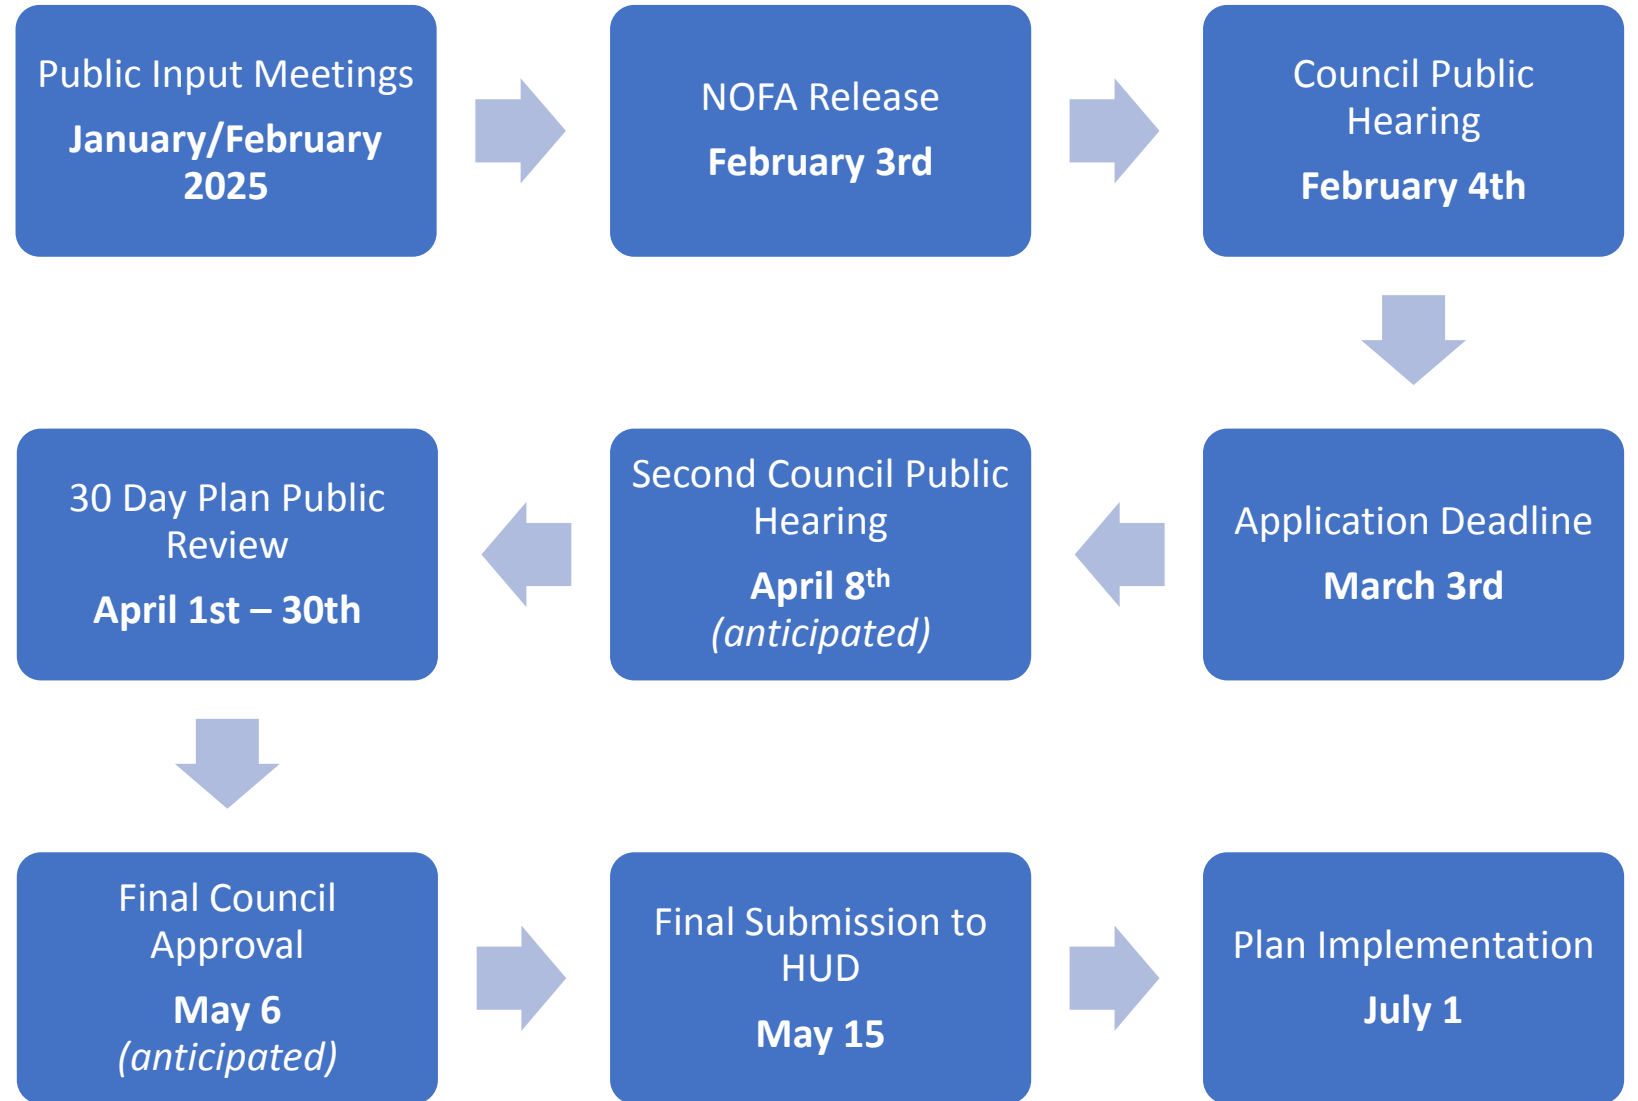 Public Input Meetings
January/February
2025
NOFA Release
February 3rd
Council Public
Hearing
February 4th
Application Deadline
March 3rd
Second Council Public
Hearing
April 8th
(anticipated)
30 Day Plan Public
Review
April 1st – 30th
Final Council
Approval
May 6
(anticipated)
Final Submission to
HUD
May 15
Plan Implementation
July 1